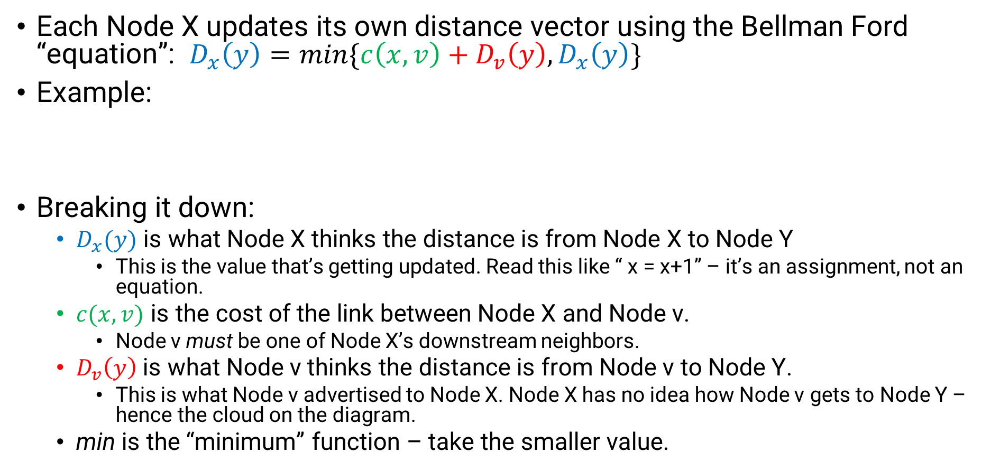 • Each Node X updates its own distance vector using the Bellman Ford
“equation”: Dₓ(y) = min{c(x, v) + Dᵥ(y), Dₓ(y)}
• Example:
• Breaking it down:
• Dₓ(y) is what Node X thinks the distance is from Node X to Node Y
• This is the value that’s getting updated. Read this like “ x = x+1” – it’s an assignment, not an
equation.
• c(x, v) is the cost of the link between Node X and Node v.
• Node v must be one of Node X’s downstream neighbors.
• Dᵥ(y) is what Node v thinks the distance is from Node v to Node Y.
• This is what Node v advertised to Node X. Node X has no idea how Node v gets to Node Y –
hence the cloud on the diagram.
• min is the “minimum” function – take the smaller value.